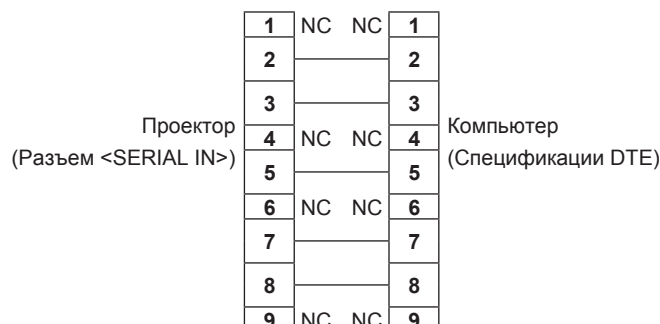 1 NC NC 1
2 2
3 3
Проектор
(Разъем <SERIAL IN>)
4 NC NC 4
Компьютер
(Спецификации DTE)
5 5
6 NC NC 6
7 7
8 8
9 NC NC 9